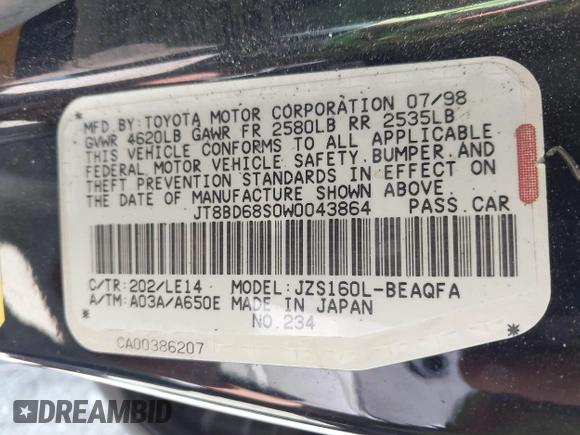 MFD.BY:TOYOTA MOTOR CORPORATION 07/98
GVWR 4620LB GAWR FR 2580LB RR 2535LB
THIS VEHICLE CONFORMS TO ALL APPLICABLE
FEDERAL MOTOR VEHICLE SAFETY,BUMPER,AND
THEFT PREVENTION STANDARDS IN EFFECT ON
THE DATE OF MANUFACTURE SHOWN ABOVE.
JT8BD68S0W0043864 PASS.CAR
C/TR:202/LE14 MODEL:JZS160L-BEAQFA
A/TM:A03A/A650E MADE IN JAPAN
NO.234
CA00386207
DREAMBID